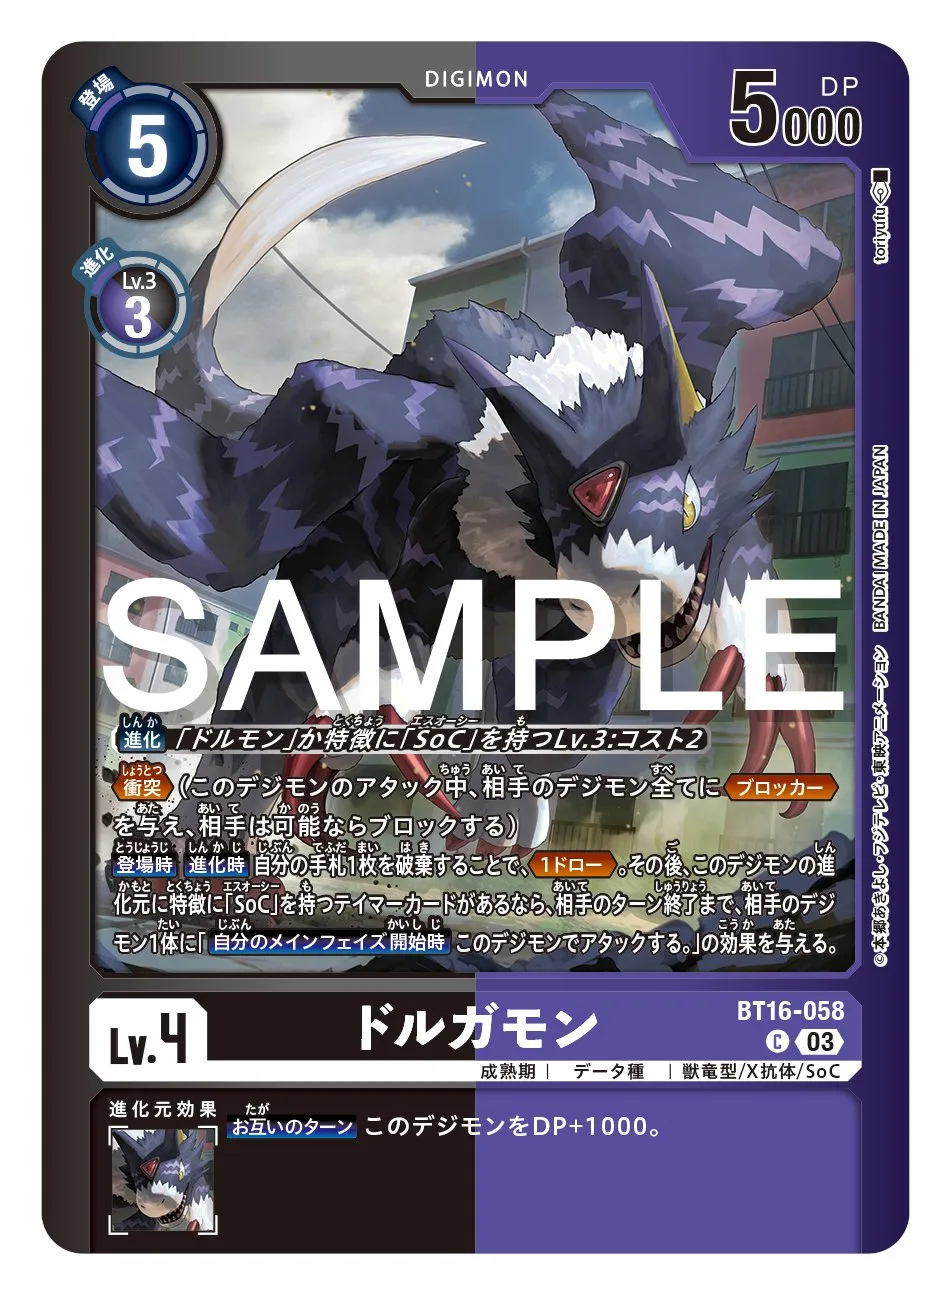 DIGIMON
登場
5
DP
5000
進化
Lv.3
3
toriyufu
SAMPLE
進化 「ドルモン」か特徴に「SoC」を持つLv.3:コスト2
衝突 (このデジモンのアタック中、相手のデジモン全てに ブロッカー
を与え、相手は可能ならブロックする)
登場時 進化時 自分の手札1枚を破棄することで、1ドロー。その後、このデジモンの進
化元に特徴に「SoC」を持つテイマーカードがあるなら、相手のターン終了まで、相手のデジ
モン1体に「自分のメインフェイズ開始時 このデジモンでアタックする。」の効果を与える。
©本郷あきよし・フジテレビ・東映アニメーション BANDAI MADE IN JAPAN
Lv.4
ドルガモン
BT16-058
C 03
成熟期 | データ種 | 獣竜型/X抗体/SoC
進化元効果
お互いのターン このデジモンをDP+1000。